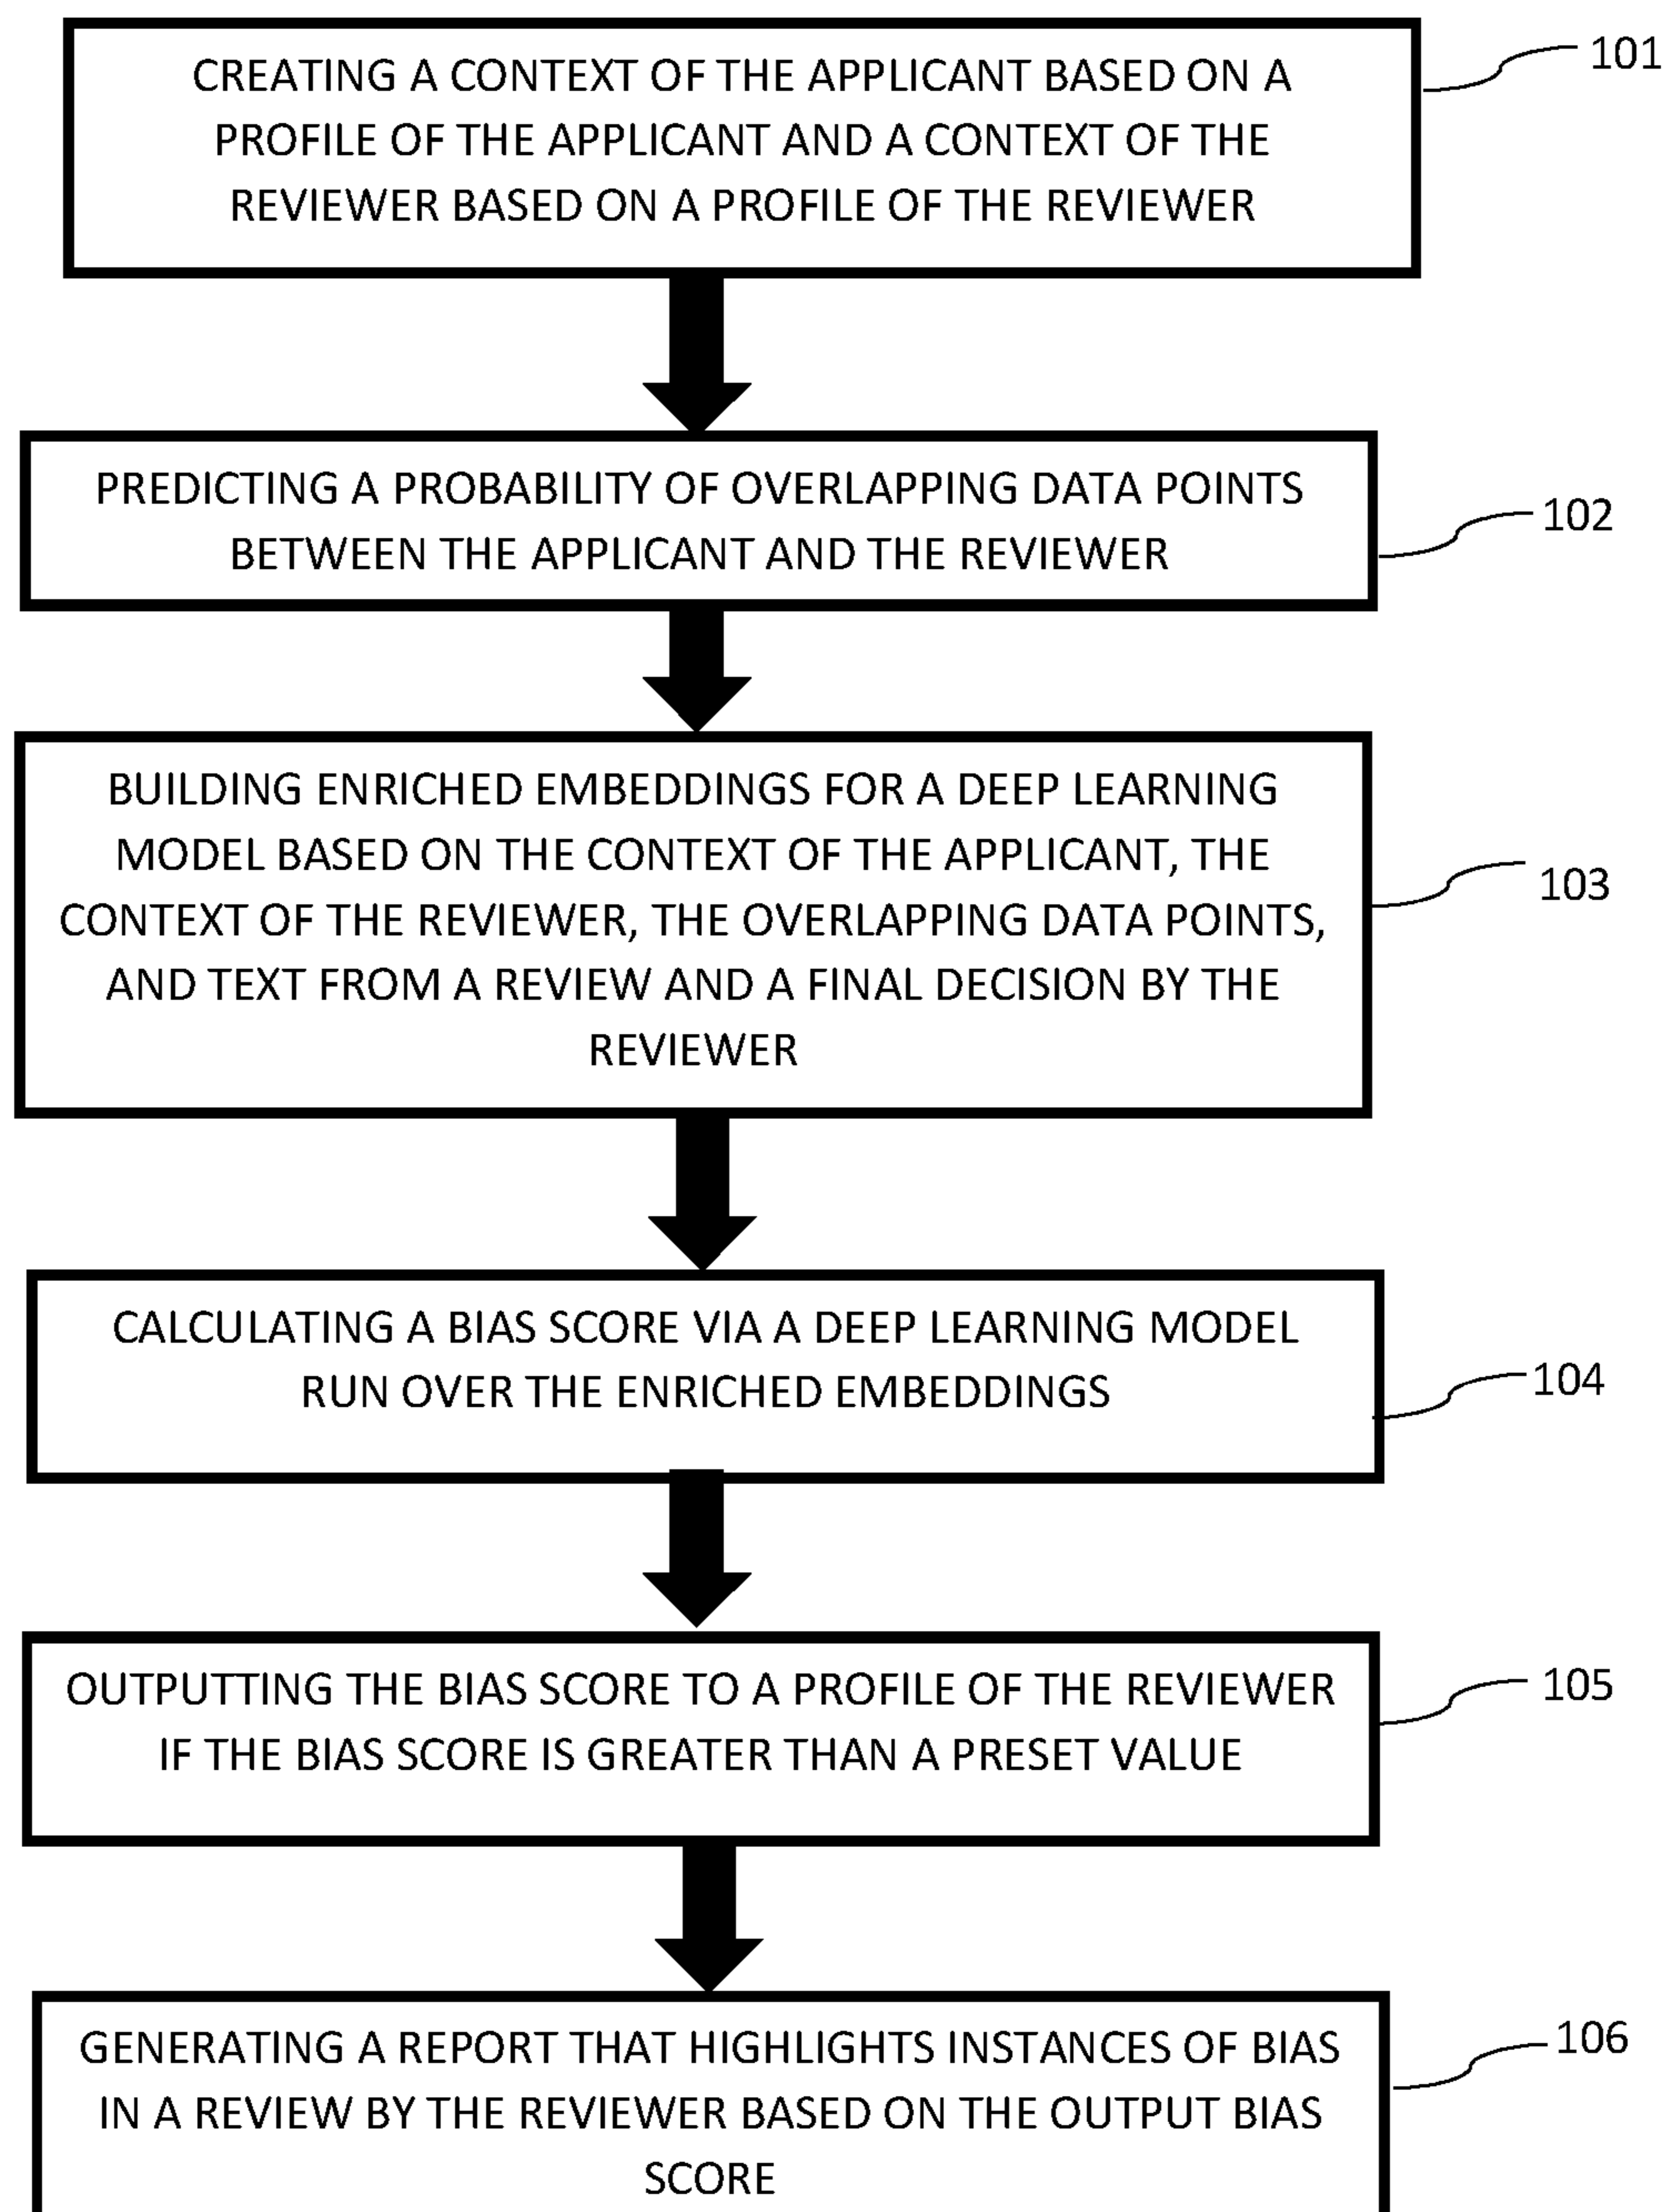 CREATING A CONTEXT OF THE APPLICANT BASED ON A
PROFILE OF THE APPLICANT AND A CONTEXT OF THE
REVIEWER BASED ON A PROFILE OF THE REVIEWER
101
PREDICTING A PROBABILITY OF OVERLAPPING DATA POINTS
BETWEEN THE APPLICANT AND THE REVIEWER
102
BUILDING ENRICHED EMBEDDINGS FOR A DEEP LEARNING
MODEL BASED ON THE CONTEXT OF THE APPLICANT, THE
CONTEXT OF THE REVIEWER, THE OVERLAPPING DATA POINTS,
AND TEXT FROM A REVIEW AND A FINAL DECISION BY THE
REVIEWER
103
CALCULATING A BIAS SCORE VIA A DEEP LEARNING MODEL
RUN OVER THE ENRICHED EMBEDDINGS
104
OUTPUTTING THE BIAS SCORE TO A PROFILE OF THE REVIEWER
IF THE BIAS SCORE IS GREATER THAN A PRESET VALUE
105
GENERATING A REPORT THAT HIGHLIGHTS INSTANCES OF BIAS
IN A REVIEW BY THE REVIEWER BASED ON THE OUTPUT BIAS
SCORE
106